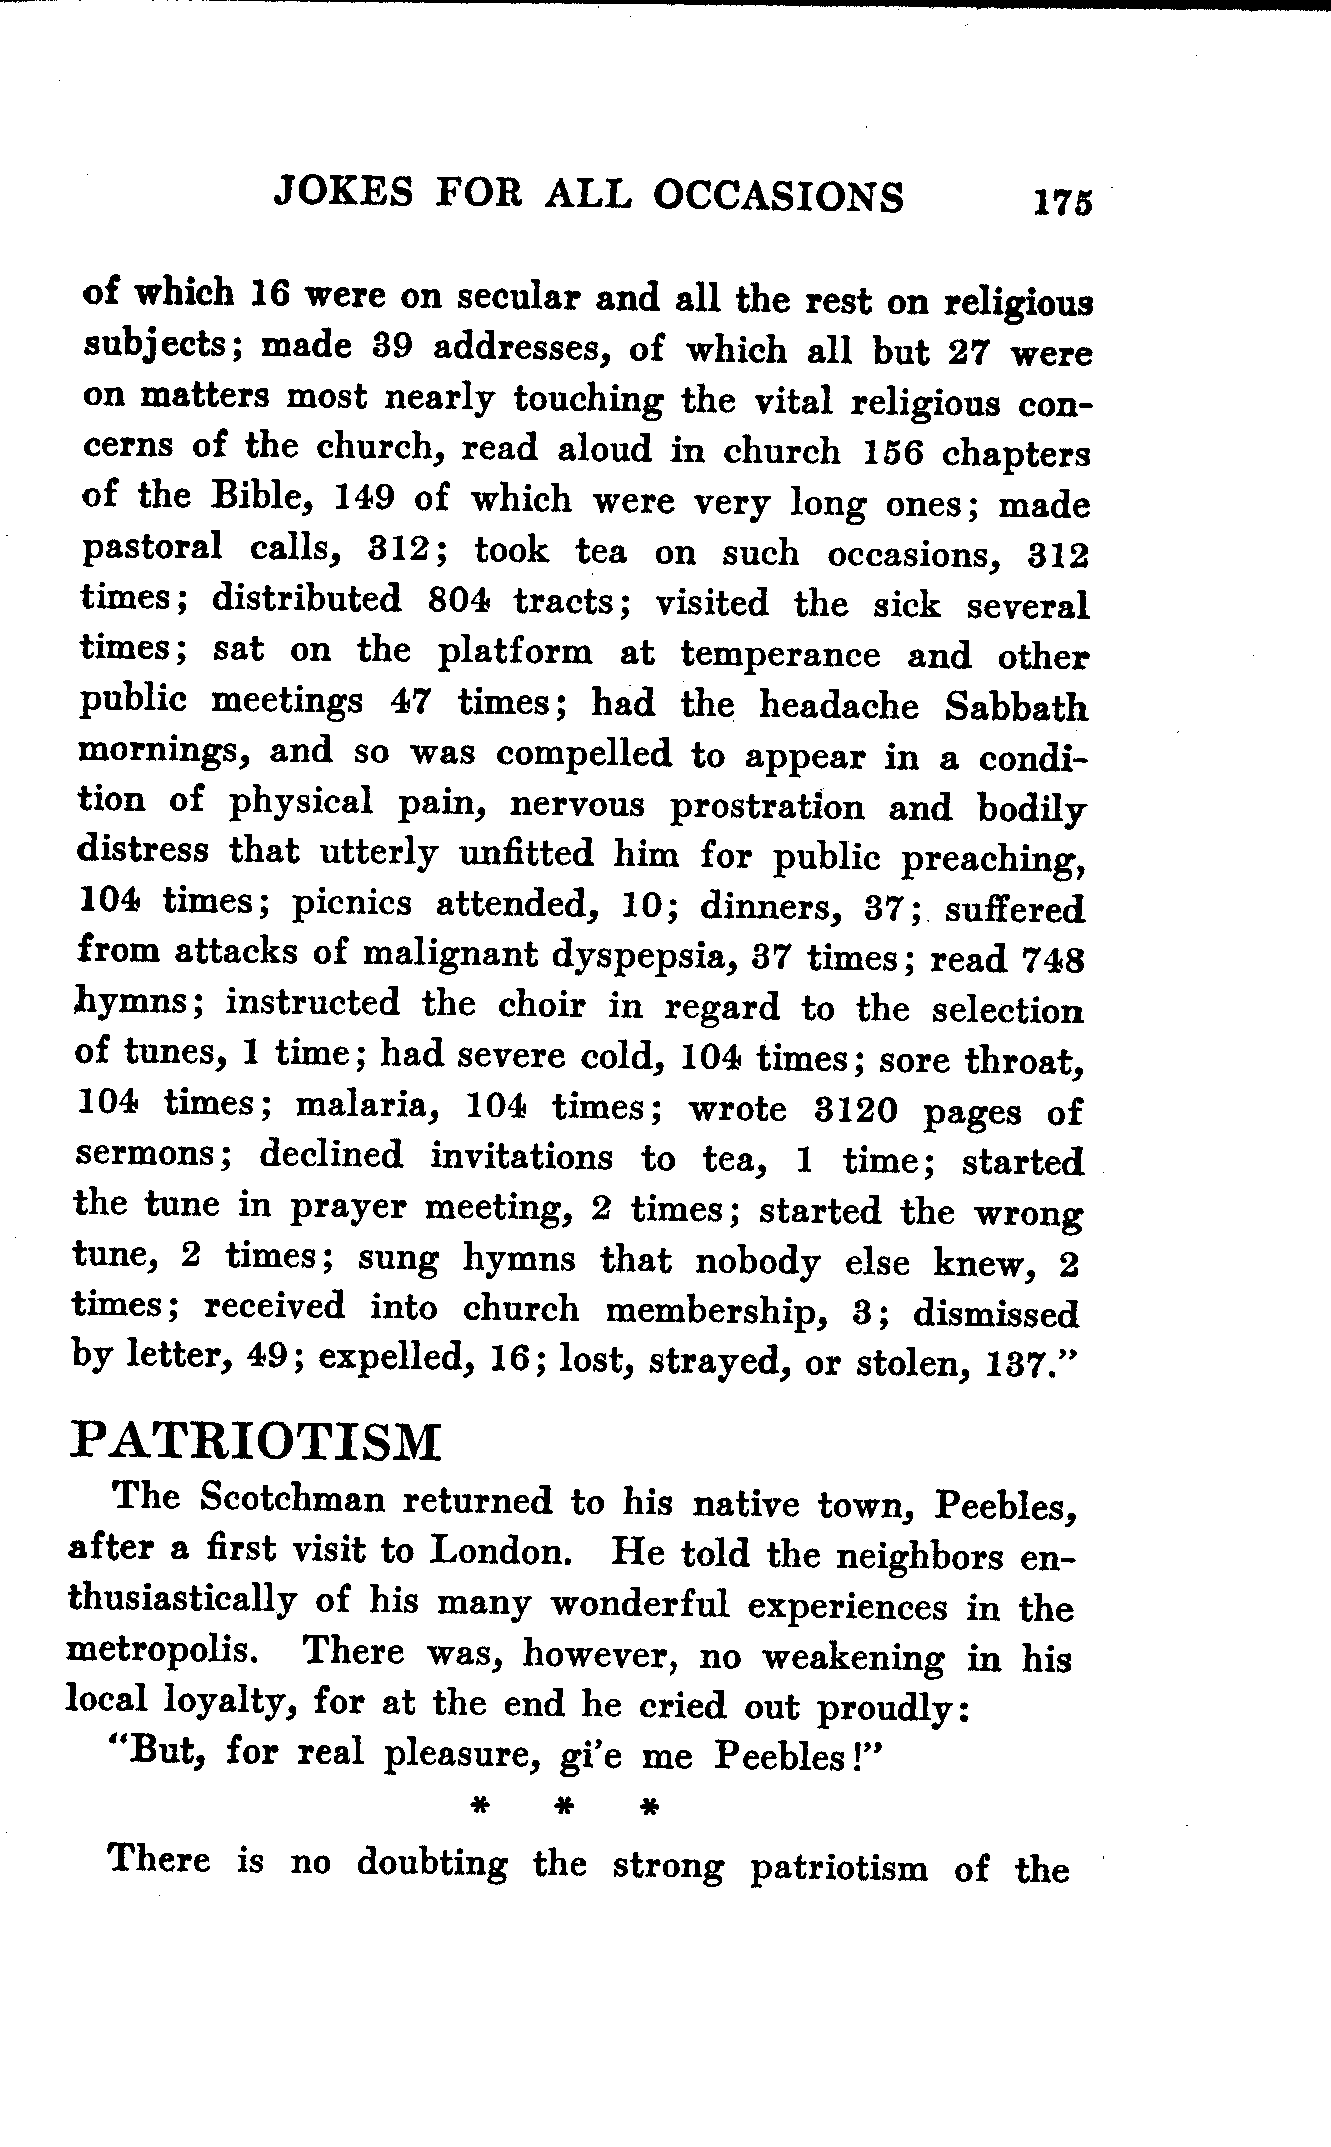 JOKES FOR ALL OCCASIONS 175
of which 16 were on secular and all the rest on religious
subjects; made 39 addresses, of which all but 27 were
on matters most nearly touching the vital religious con-
cerns of the church, read aloud in church 156 chapters
of the Bible, 149 of which were very long ones; made
pastoral calls, 312; took tea on such occasions, 312
times; distributed 804 tracts; visited the sick several
times; sat on the platform at temperance and other
public meetings 47 times; had the headache Sabbath
mornings, and so was compelled to appear in a condi-
tion of physical pain, nervous prostration and bodily
distress that utterly unfitted him for public preaching,
104 times; picnics attended, 10; dinners, 37; suffered
from attacks of malignant dyspepsia, 37 times; read 748
hymns; instructed the choir in regard to the selection
of tunes, 1 time; had severe cold, 104 times; sore throat,
104 times; malaria, 104 times; wrote 3120 pages of
sermons; declined invitations to tea, 1 time; started
the tune in prayer meeting, 2 times; started the wrong
tune, 2 times; sung hymns that nobody else knew, 2
times; received into church membership, 3; dismissed
by letter, 49; expelled, 16; lost, strayed, or stolen, 137."
PATRIOTISM
The Scotchman returned to his native town, Peebles,
after a first visit to London. He told the neighbors en-
thusiastically of his many wonderful experiences in the
metropolis. There was, however, no weakening in his
local loyalty, for at the end he cried out proudly:
"But, for real pleasure, gi'e me Peebles!"
* * *
There is no doubting the strong patriotism of the